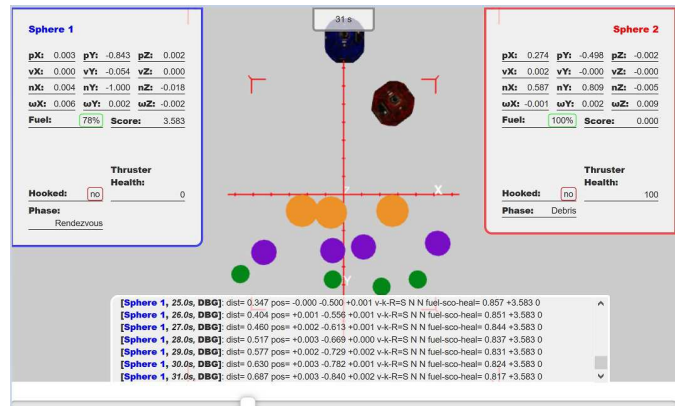 31 s
Sphere 1
pX: 0.003 pY: -0.843 pZ: 0.002
vX: 0.000 vY: -0.054 vZ: 0.000
nX: 0.004 nY: -1.000 nZ: -0.018
ωX: 0.006 ωY: 0.002 ωZ: -0.002
Fuel: 78% Score: 3.583
Thruster
Health:
Hooked: no 0
Phase:
Rendezvous
Sphere 2
pX: 0.274 pY: -0.498 pZ: -0.002
vX: 0.002 vY: -0.000 vZ: -0.000
nX: 0.587 nY: 0.809 nZ: -0.005
ωX: -0.001 ωY: 0.002 ωZ: 0.009
Fuel: 100% Score: 0.000
Thruster
Health:
Hooked: no 100
Phase: Debris
Z X
Y
[Sphere 1, 25.0s, DBG]: dist= 0.347 pos= -0.000 -0.500 +0.001 v-k-R=S N N fuel-sco-heal= 0.857 +3.583 0
[Sphere 1, 26.0s, DBG]: dist= 0.404 pos= +0.001 -0.556 +0.001 v-k-R=S N N fuel-sco-heal= 0.851 +3.583 0
[Sphere 1, 27.0s, DBG]: dist= 0.460 pos= +0.002 -0.613 +0.001 v-k-R=S N N fuel-sco-heal= 0.844 +3.583 0
[Sphere 1, 28.0s, DBG]: dist= 0.517 pos= +0.003 -0.669 +0.000 v-k-R=S N N fuel-sco-heal= 0.837 +3.583 0
[Sphere 1, 29.0s, DBG]: dist= 0.577 pos= +0.002 -0.729 +0.002 v-k-R=S N N fuel-sco-heal= 0.831 +3.583 0
[Sphere 1, 30.0s, DBG]: dist= 0.630 pos= +0.003 -0.782 +0.001 v-k-R=S N N fuel-sco-heal= 0.824 +3.583 0
[Sphere 1, 31.0s, DBG]: dist= 0.687 pos= +0.003 -0.840 +0.002 v-k-R=S N N fuel-sco-heal= 0.817 +3.583 0